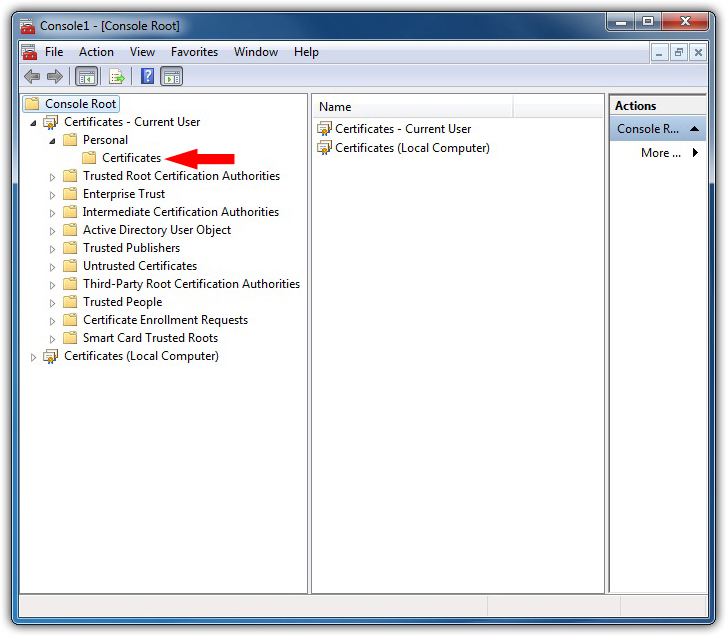 Console1 - [Console Root]
File Action View Favorites Window Help
Console Root
Certificates - Current User
Personal
Certificates
Trusted Root Certification Authorities
Enterprise Trust
Intermediate Certification Authorities
Active Directory User Object
Trusted Publishers
Untrusted Certificates
Third-Party Root Certification Authorities
Trusted People
Certificate Enrollment Requests
Smart Card Trusted Roots
Certificates (Local Computer)
Name
Certificates - Current User
Certificates (Local Computer)
Actions
Console R...
More ...